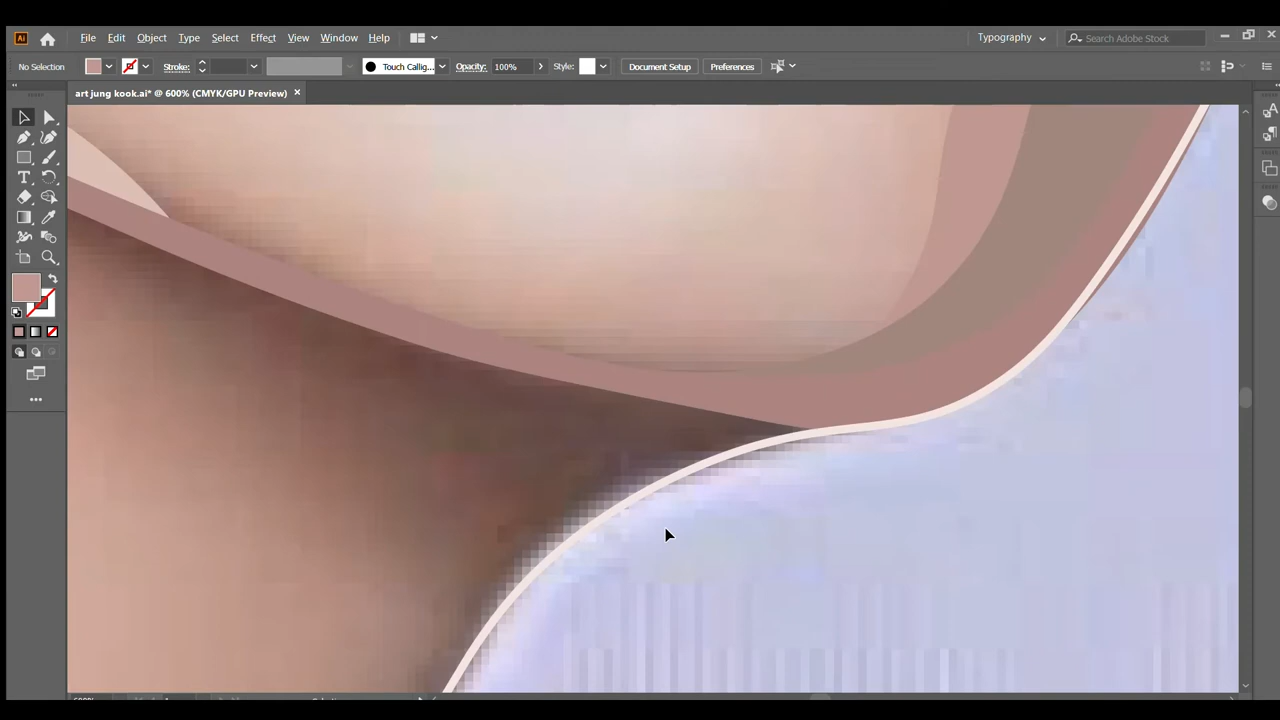 Ai File Edit Object Type Select Effect View Window Help Typography Search Adobe Stock
No Selection Stroke: Touch Callig... Opacity: 100% Style: Document Setup Preferences
art jung kook.ai* @ 600% (CMYK/GPU Preview) ×